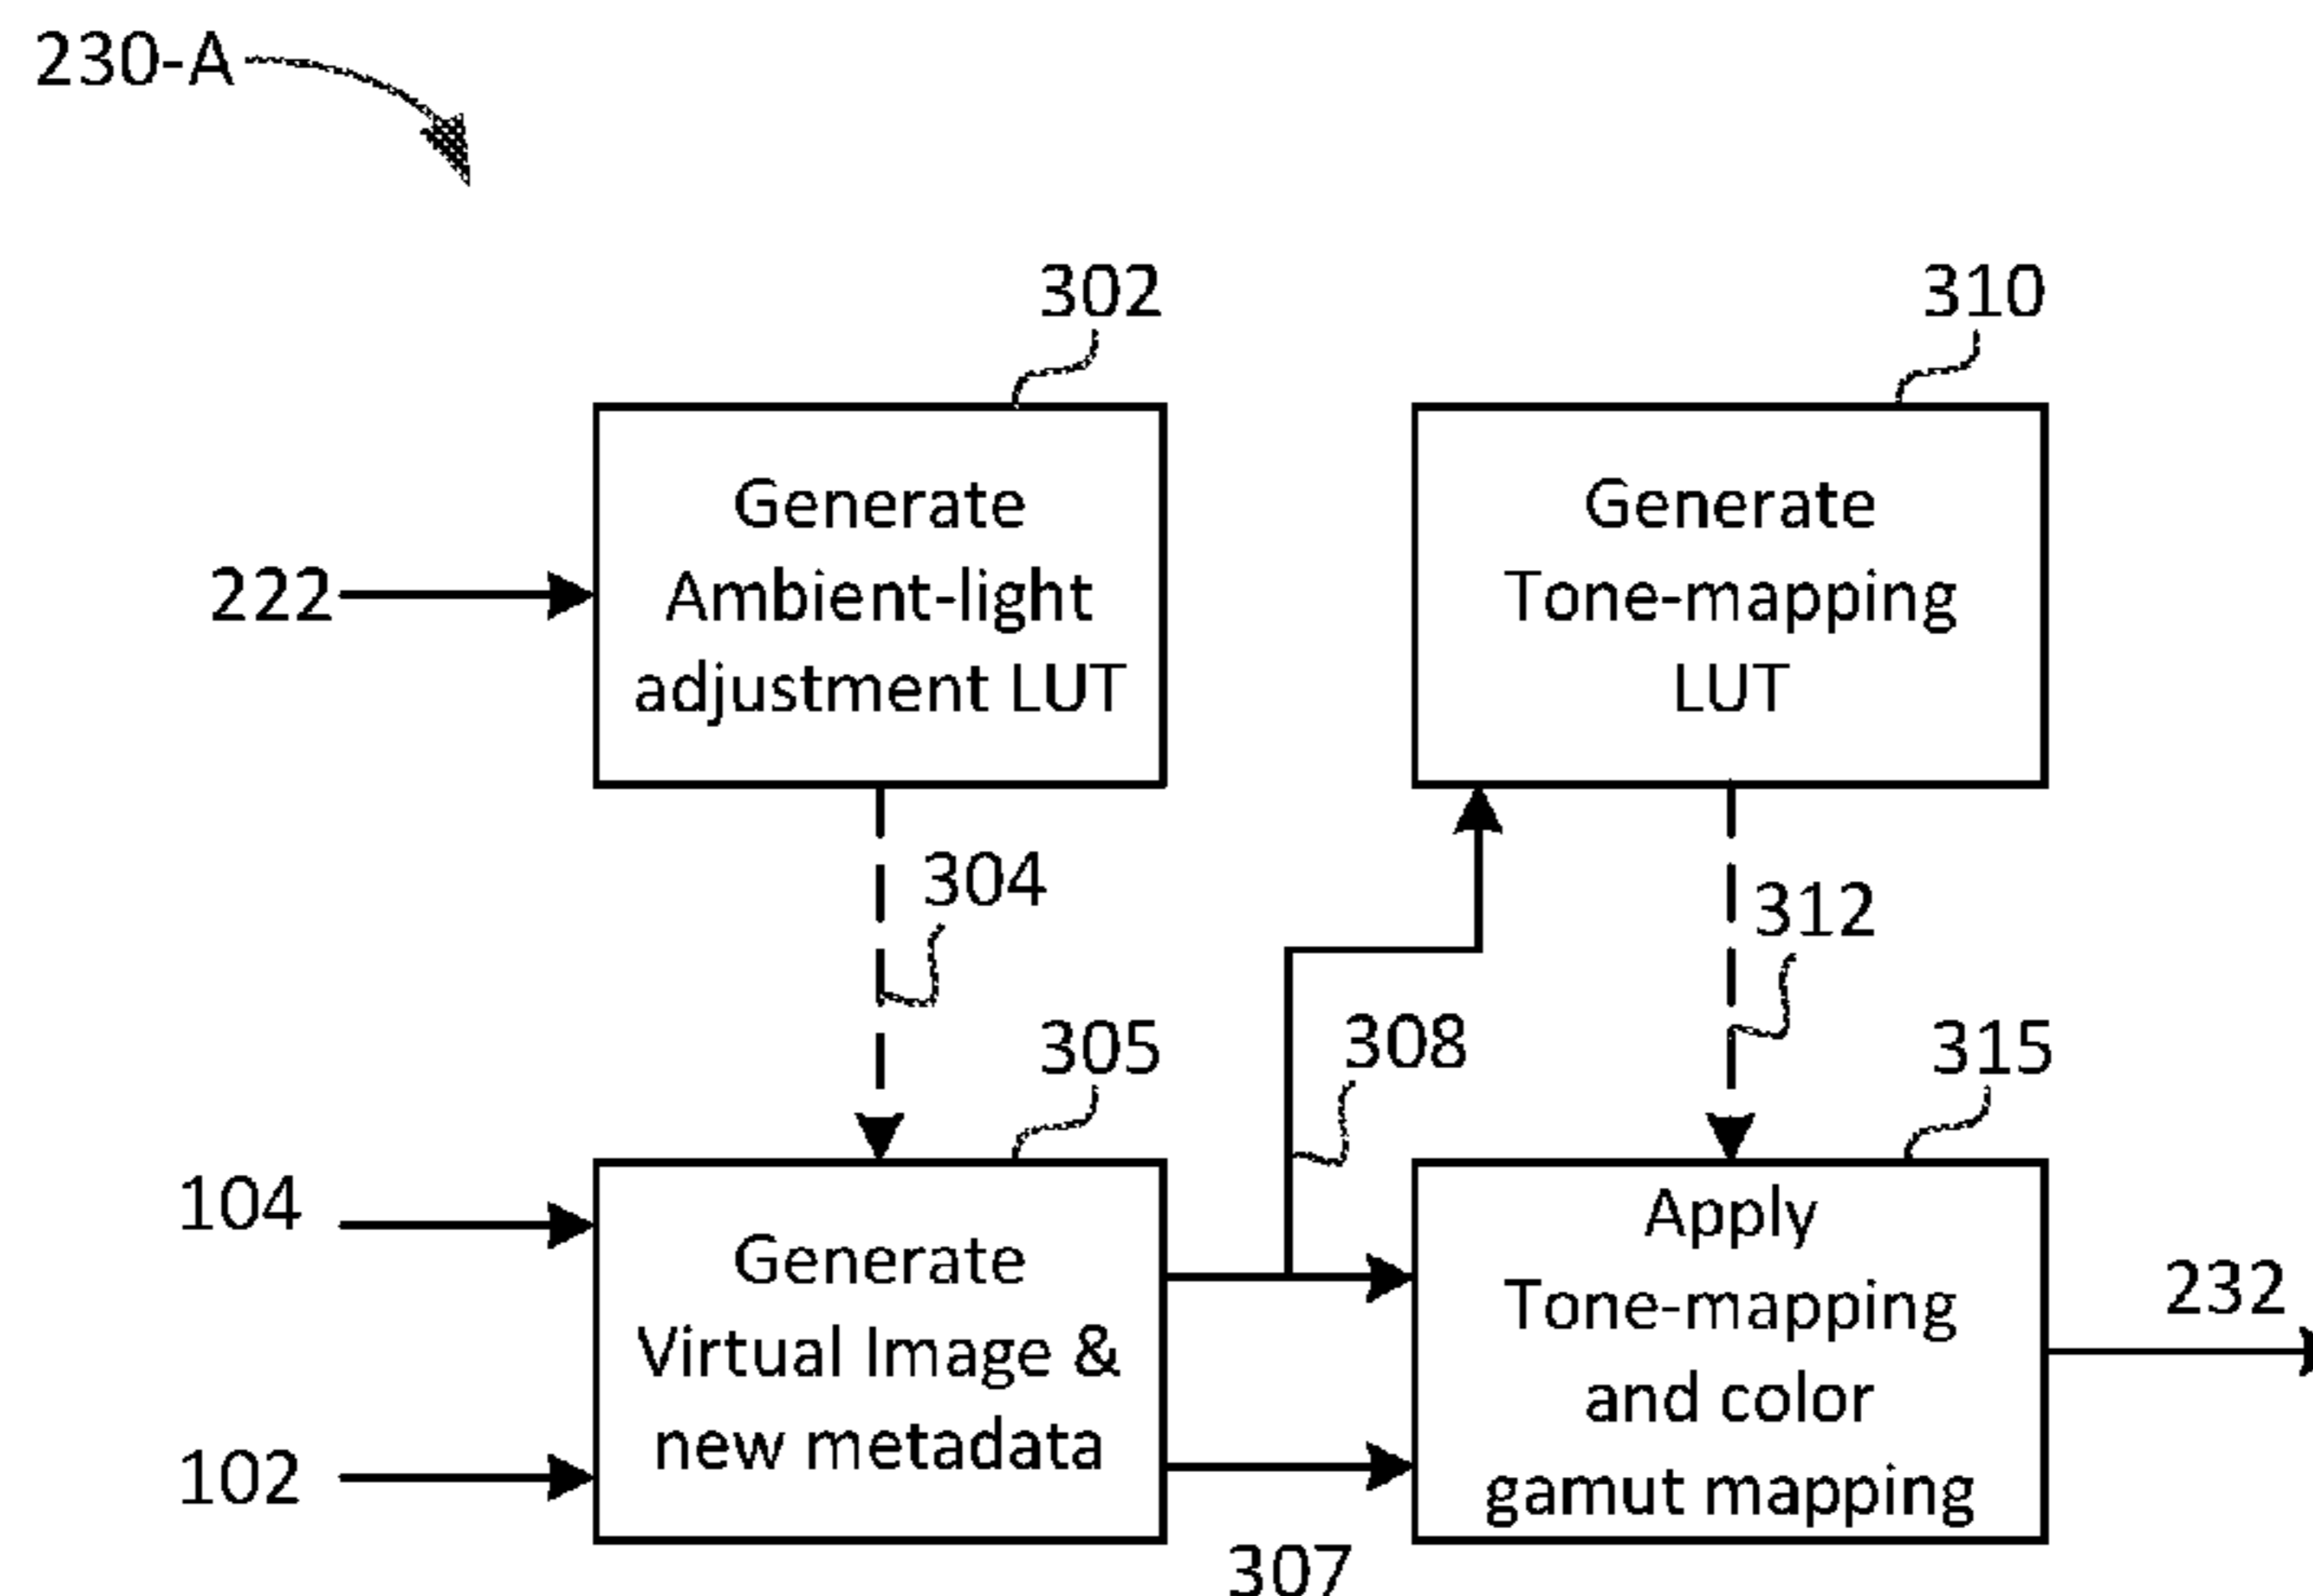 230-A
302
310
Generate
Ambient-light
adjustment LUT
Generate
Tone-mapping
LUT
222
304
312
305
308
315
104
102
Generate
Virtual Image &
new metadata
Apply
Tone-mapping
and color
gamut mapping
232
307